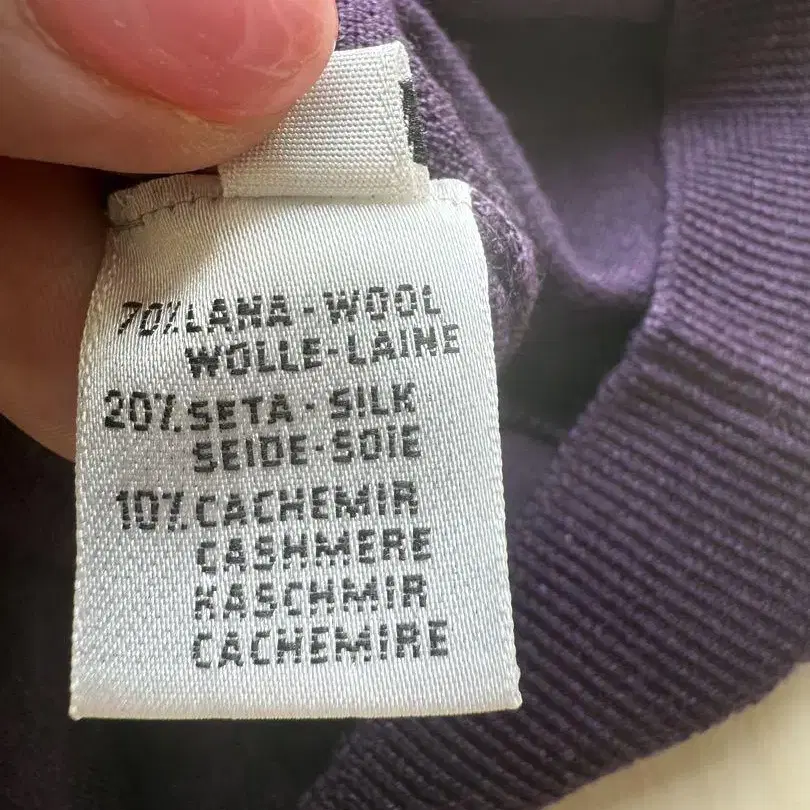 70% LANA - WOOL
WOLLE-LAINE
20% SETA - SILK
SEIDE-SOIE
10% CACHEMIR
CASHMERE
KASCHMIR
CACHEMIRE